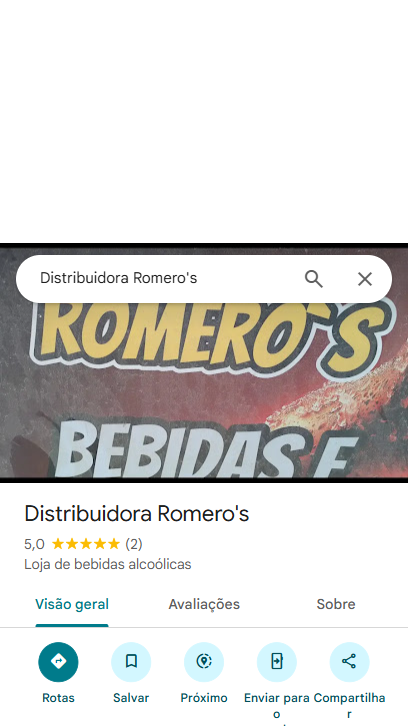 Distribuidora Romero's
ROMERO'S
BEBIDAS E
Distribuidora Romero's
5,0 ★★★★★ (2)
Loja de bebidas alcoólicas
Visão geral Avaliações Sobre
Rotas Salvar Próximo Enviar para o Compartilhar